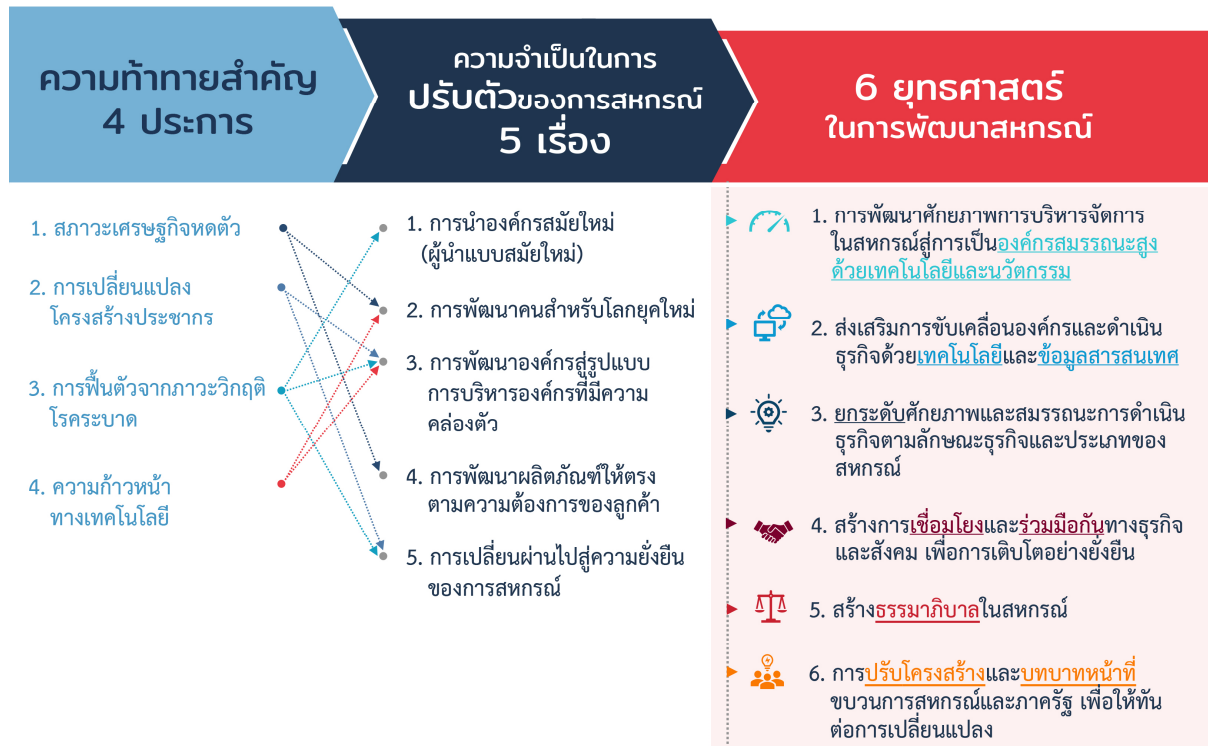 ความท้าทายสำคัญ
4 ประการ
ความจำเป็นในการ
ปรับตัวของการสหกรณ์
5 เรื่อง
6 ยุทธศาสตร์
ในการพัฒนาสหกรณ์
1. สภาวะเศรษฐกิจหดตัว
2. การเปลี่ยนแปลง
โครงสร้างประชากร
3. การฟื้นตัวจากภาวะวิกฤติ
โรคระบาด
4. ความก้าวหน้า
ทางเทคโนโลยี
1. การนำองค์กรสมัยใหม่
(ผู้นำแบบสมัยใหม่)
2. การพัฒนาคนสำหรับโลกยุคใหม่
3. การพัฒนาองค์กรสู่รูปแบบ
การบริหารองค์กรที่มีความ
คล่องตัว
4. การพัฒนาผลิตภัณฑ์ให้ตรง
ตามความต้องการของลูกค้า
5. การเปลี่ยนผ่านไปสู่ความยั่งยืน
ของการสหกรณ์
1. การพัฒนาศักยภาพการบริหารจัดการ
ในสหกรณ์สู่การเป็นองค์กรสมรรถนะสูง
ด้วยเทคโนโลยีและนวัตกรรม
2. ส่งเสริมการขับเคลื่อนองค์กรและดำเนิน
ธุรกิจด้วยเทคโนโลยีและข้อมูลสารสนเทศ
3. ยกระดับศักยภาพและสมรรถนะการดำเนิน
ธุรกิจตามลักษณะธุรกิจและประเภทของ
สหกรณ์
4. สร้างการเชื่อมโยงและร่วมมือกันทางธุรกิจ
และสังคม เพื่อการเติบโตอย่างยั่งยืน
5. สร้างธรรมาภิบาลในสหกรณ์
6. การปรับโครงสร้างและบทบาทหน้าที่
ขบวนการสหกรณ์และภาครัฐ เพื่อให้ทัน
ต่อการเปลี่ยนแปลง